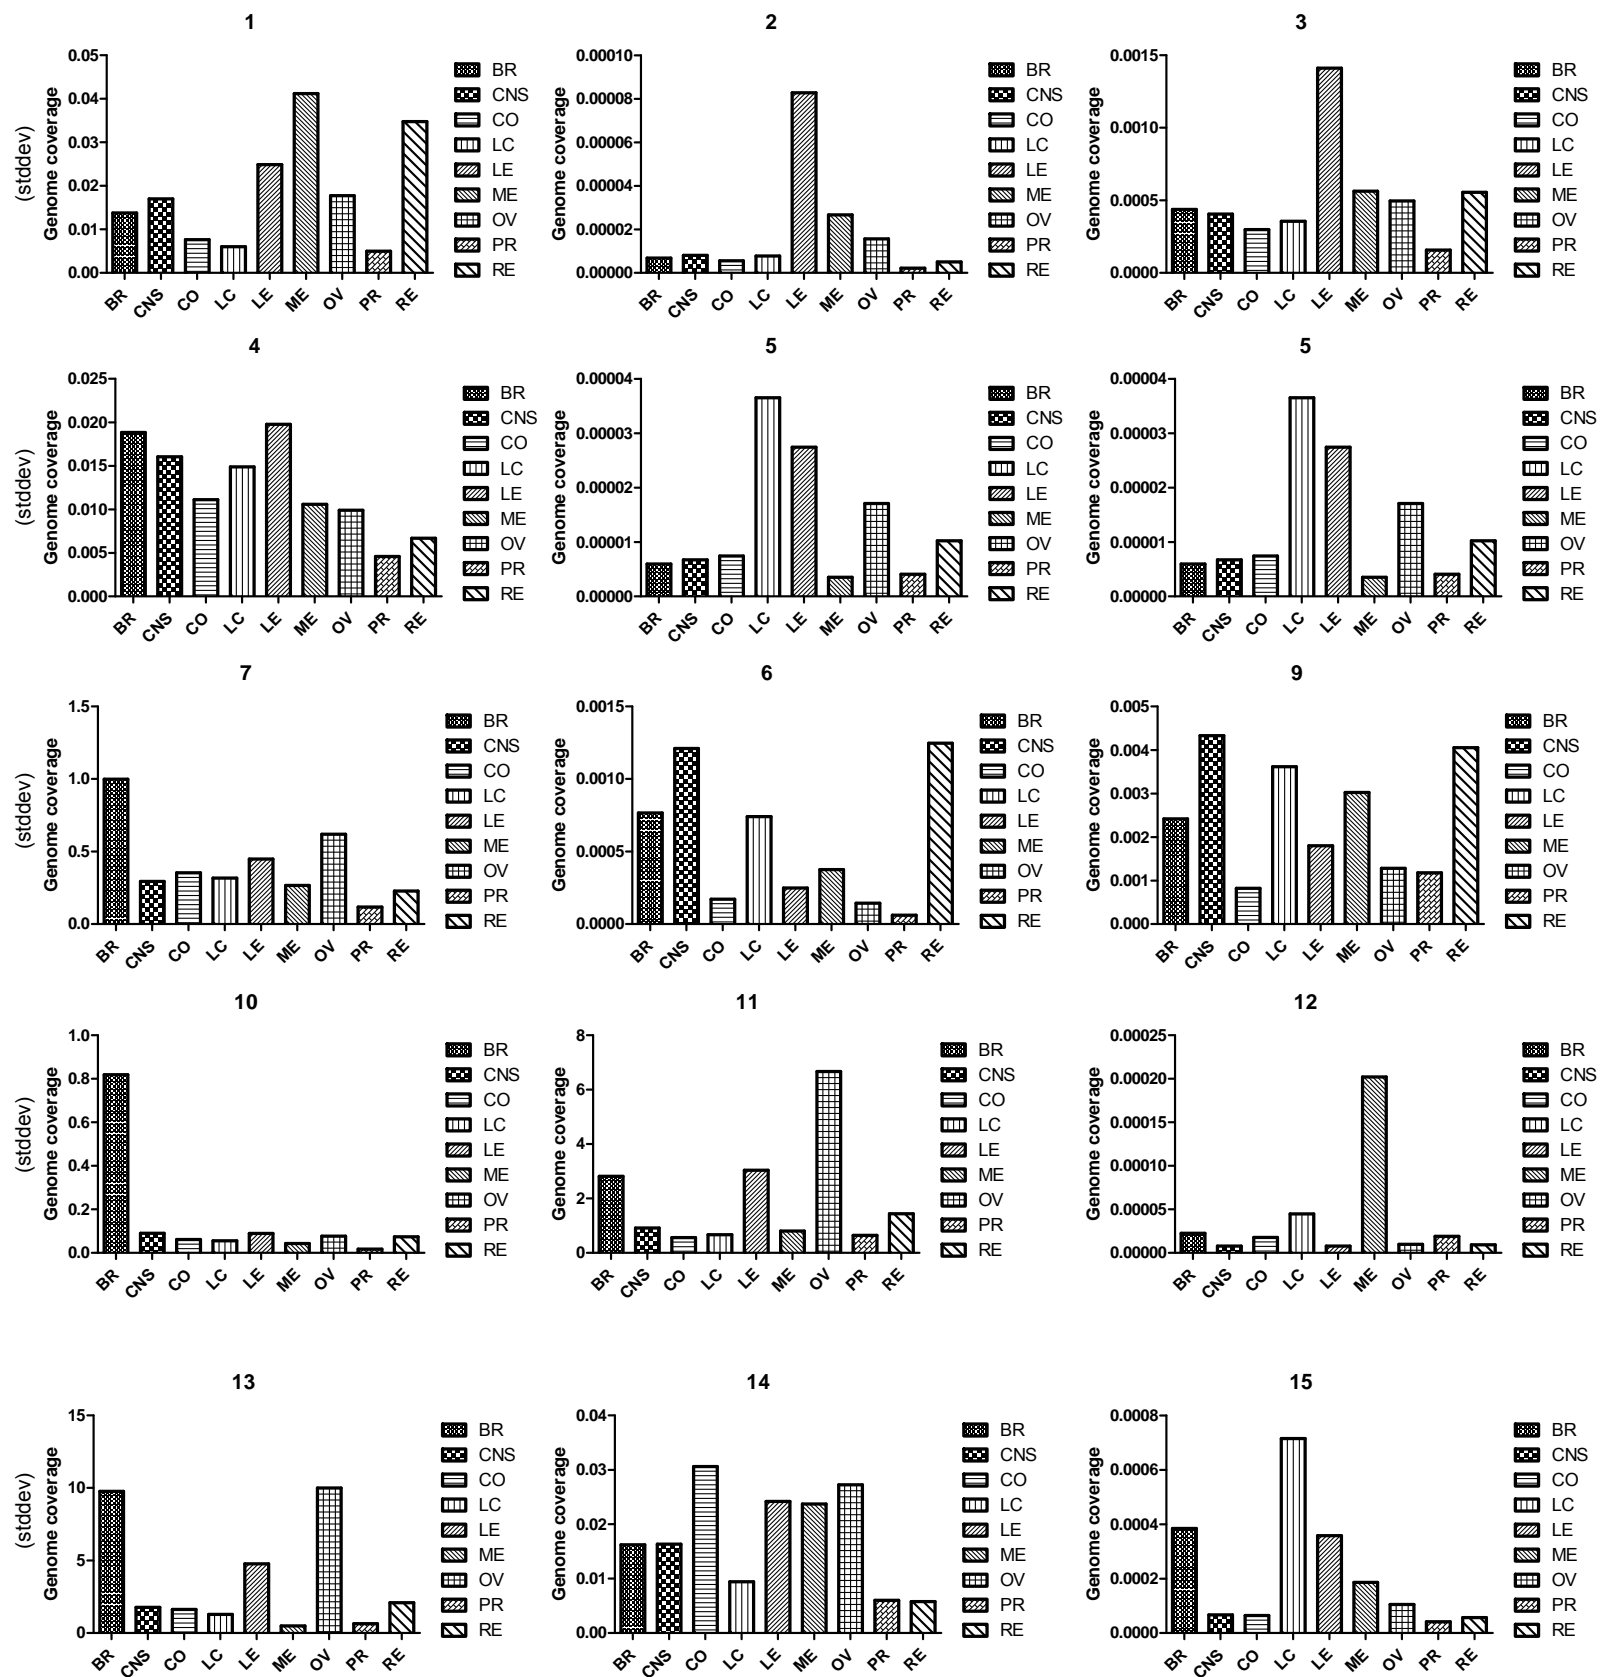 1
(stddev)
Genome coverage
0.05
0.04
0.03
0.02
0.01
0.00
BR
CNS
CO
LC
LE
ME
OV
PR
RE
BR
CNS
CO
LC
LE
ME
OV
PR
RE
2
Genome coverage
0.00010
0.00008
0.00006
0.00004
0.00002
0.00000
BR
CNS
CO
LC
LE
ME
OV
PR
RE
BR
CNS
CO
LC
LE
ME
OV
PR
RE
3
Genome coverage
0.0015
0.0010
0.0005
0.0000
BR
CNS
CO
LC
LE
ME
OV
PR
RE
BR
CNS
CO
LC
LE
ME
OV
PR
RE
4
(stddev)
Genome coverage
0.025
0.020
0.015
0.010
0.005
0.000
BR
CNS
CO
LC
LE
ME
OV
PR
RE
BR
CNS
CO
LC
LE
ME
OV
PR
RE
5
Genome coverage
0.00004
0.00003
0.00002
0.00001
0.00000
BR
CNS
CO
LC
LE
ME
OV
PR
RE
BR
CNS
CO
LC
LE
ME
OV
PR
RE
5
Genome coverage
0.00004
0.00003
0.00002
0.00001
0.00000
BR
CNS
CO
LC
LE
ME
OV
PR
RE
BR
CNS
CO
LC
LE
ME
OV
PR
RE
7
(stddev)
Genome coverage
1.5
1.0
0.5
0.0
BR
CNS
CO
LC
LE
ME
OV
PR
RE
BR
CNS
CO
LC
LE
ME
OV
PR
RE
6
Genome coverage
0.0015
0.0010
0.0005
0.0000
BR
CNS
CO
LC
LE
ME
OV
PR
RE
BR
CNS
CO
LC
LE
ME
OV
PR
RE
9
Genome coverage
0.005
0.004
0.003
0.002
0.001
0.000
BR
CNS
CO
LC
LE
ME
OV
PR
RE
BR
CNS
CO
LC
LE
ME
OV
PR
RE
10
(stddev)
Genome coverage
1.0
0.8
0.6
0.4
0.2
0.0
BR
CNS
CO
LC
LE
ME
OV
PR
RE
BR
CNS
CO
LC
LE
ME
OV
PR
RE
11
Genome coverage
8
6
4
2
0
BR
CNS
CO
LC
LE
ME
OV
PR
RE
BR
CNS
CO
LC
LE
ME
OV
PR
RE
12
Genome coverage
0.00025
0.00020
0.00015
0.00010
0.00005
0.00000
BR
CNS
CO
LC
LE
ME
OV
PR
RE
BR
CNS
CO
LC
LE
ME
OV
PR
RE
13
(stddev)
Genome coverage
15
10
5
0
BR
CNS
CO
LC
LE
ME
OV
PR
RE
BR
CNS
CO
LC
LE
ME
OV
PR
RE
14
Genome coverage
0.04
0.03
0.02
0.01
0.00
BR
CNS
CO
LC
LE
ME
OV
PR
RE
BR
CNS
CO
LC
LE
ME
OV
PR
RE
15
Genome coverage
0.0008
0.0006
0.0004
0.0002
0.0000
BR
CNS
CO
LC
LE
ME
OV
PR
RE
BR
CNS
CO
LC
LE
ME
OV
PR
RE